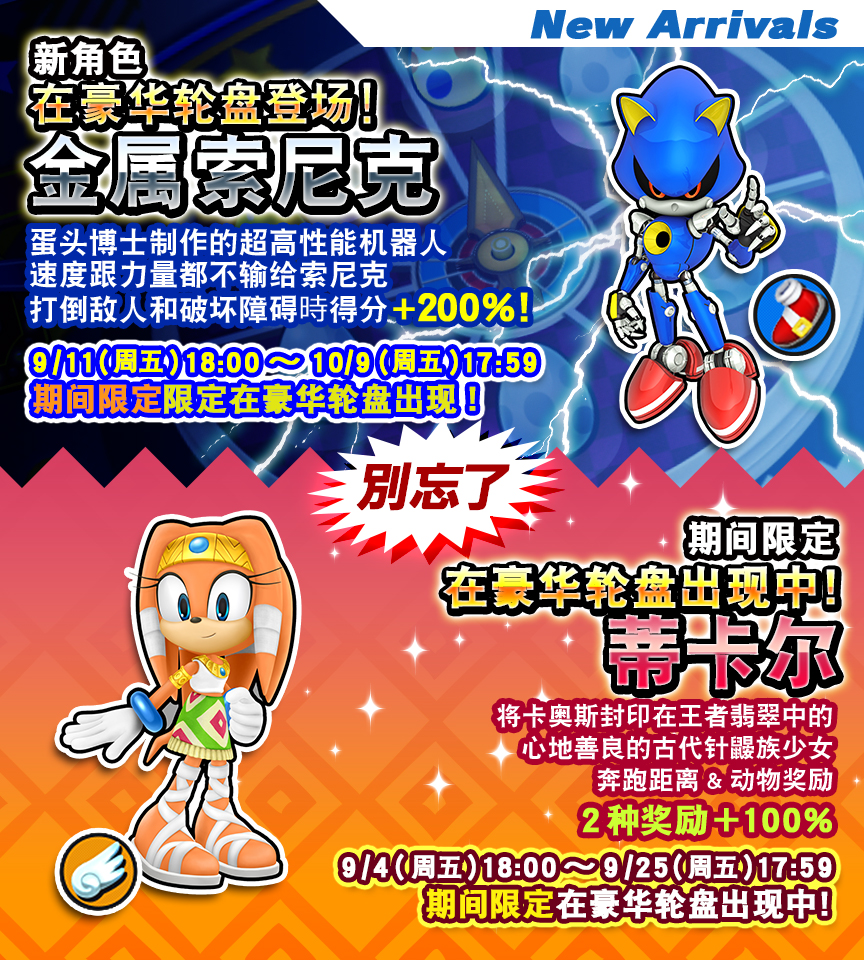 New Arrivals
新角色
在豪华轮盘登场!
金属索尼克
蛋头博士制作的超高性能机器人
速度跟力量都不输给索尼克
打倒敌人和破坏障碍時得分+200%!
9/11(周五)18:00～10/9(周五)17:59
期间限定限定在豪华轮盘出现!
別忘了
期间限定
在豪华轮盘出现中!
蒂卡尔
将卡奥斯封印在王者翡翠中的
心地善良的古代针鼹族少女
奔跑距离&动物奖励
2种奖励+100%
9/4(周五)18:00～9/25(周五)17:59
期间限定在豪华轮盘出现中!